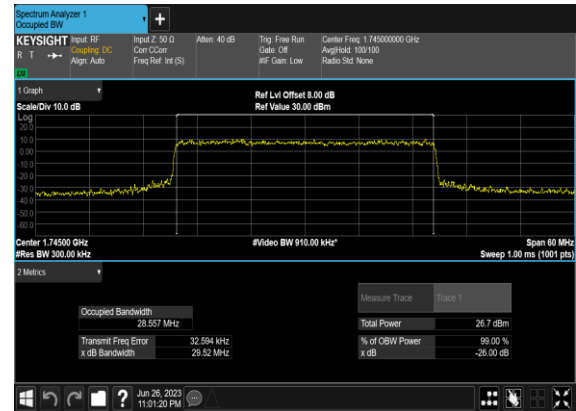 Spectrum Analyzer 1
Occupied BW
KEYSIGHT Input: RF Input Z: 50 Ω Atten: 40 dB Trig: Free Run Center Freq: 1.745000000 GHz
R T Coupling: DC Corr CCorr Gate: Off Avg|Hold: 100/100
Align: Auto Freq Ref: Int (S) #IF Gain: Low Radio Std: None
1 Graph
Ref Lvl Offset 8.00 dB
Scale/Div 10.0 dB Ref Value 30.00 dBm
Log
20.0
10.0
0.00
-10.0
-20.0
-30.0
-40.0
-50.0
-60.0
Center 1.74500 GHz #Video BW 910.00 kHz* Span 60 MHz
#Res BW 300.00 kHz Sweep 1.00 ms (1001 pts)
2 Metrics
Measure Trace Trace 1
Occupied Bandwidth
28.557 MHz Total Power 26.7 dBm
Transmit Freq Error 32.594 kHz % of OBW Power 99.00 %
x dB Bandwidth 29.52 MHz x dB -26.00 dB
Jun 26, 2023
11:01:20 PM